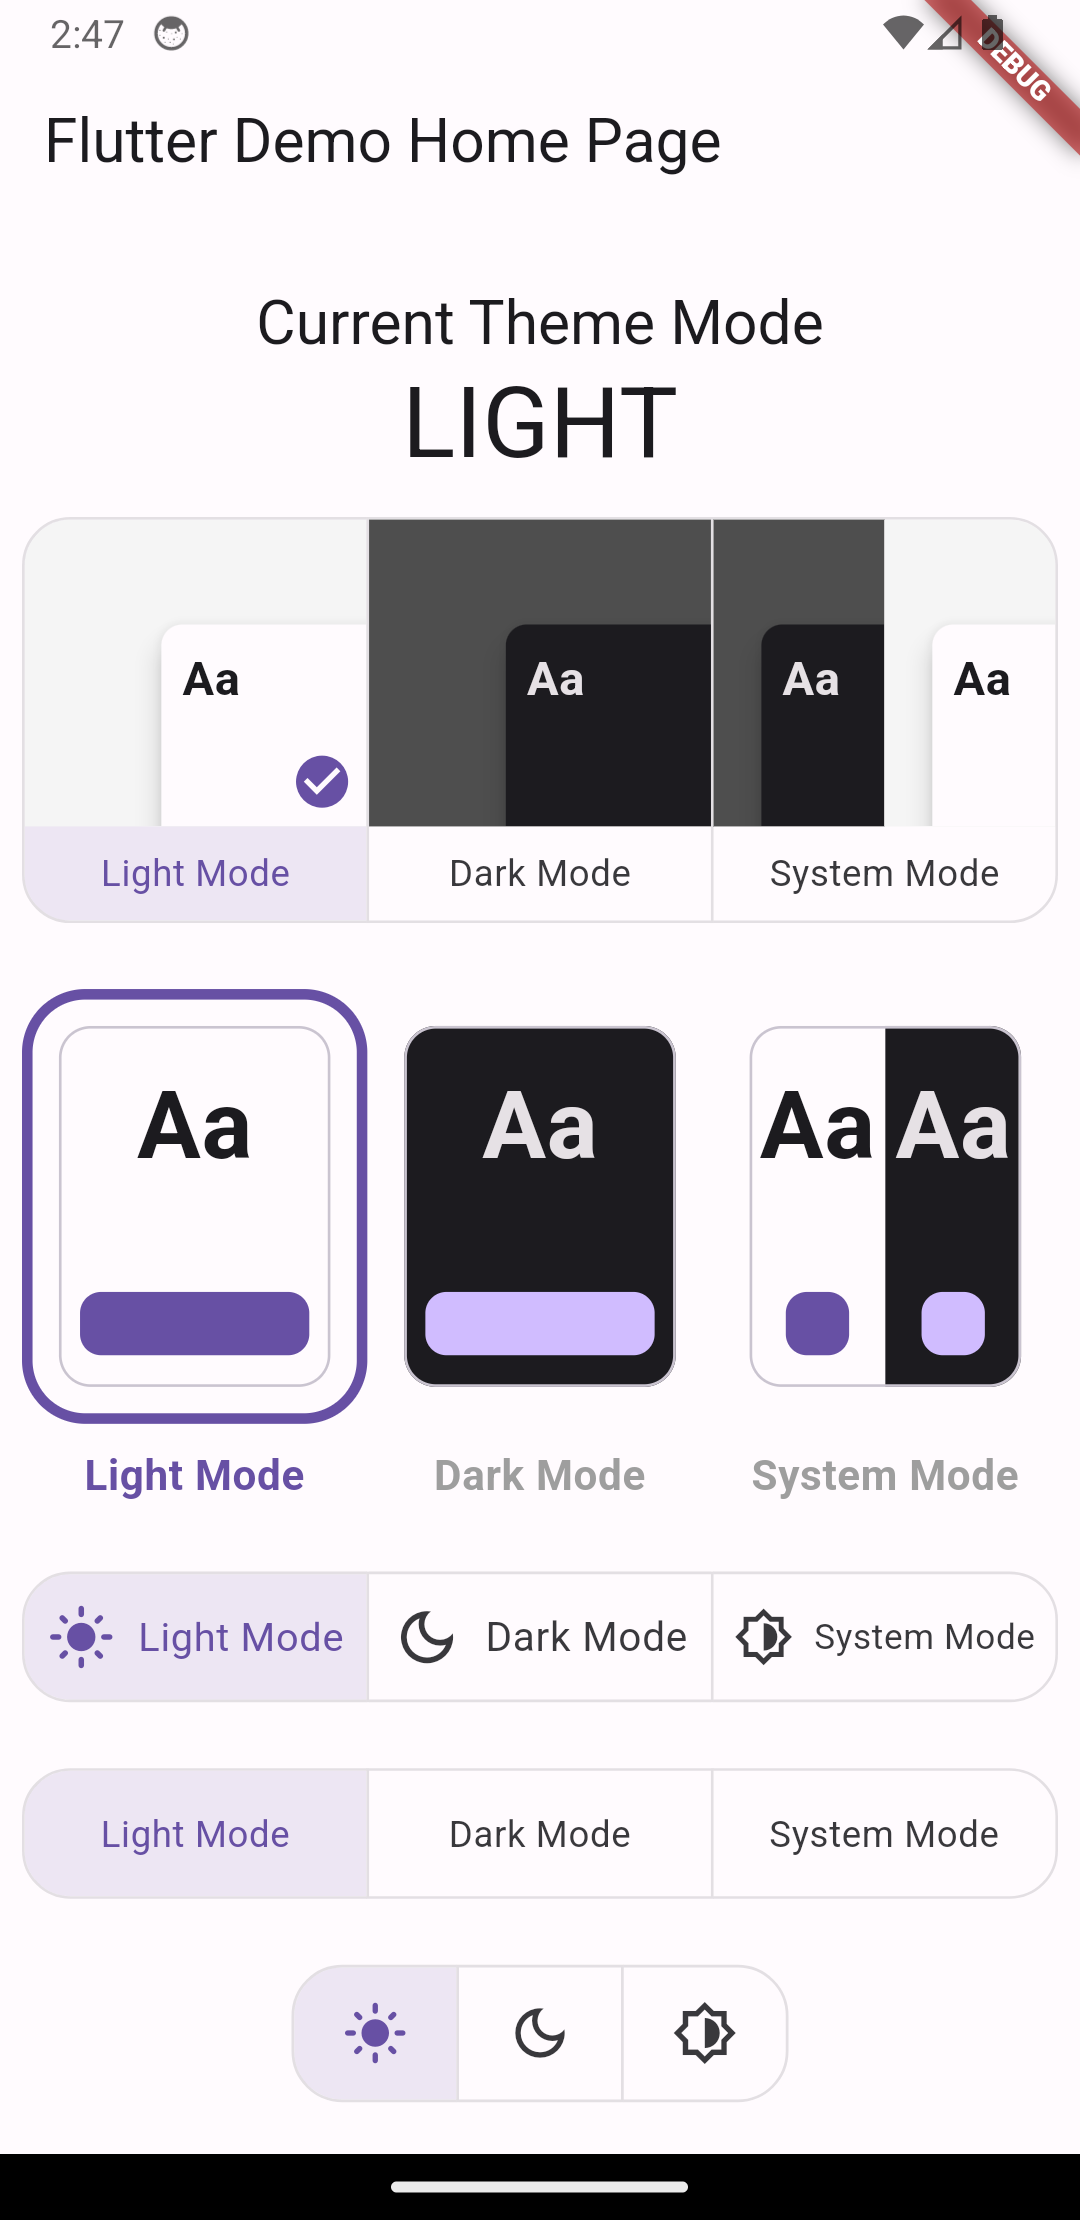 2:47
DEBUG
Flutter Demo Home Page
Current Theme Mode
LIGHT
Aa Aa Aa Aa
Light Mode Dark Mode System Mode
Aa Aa Aa Aa
Light Mode Dark Mode System Mode
Light Mode Dark Mode System Mode
Light Mode Dark Mode System Mode